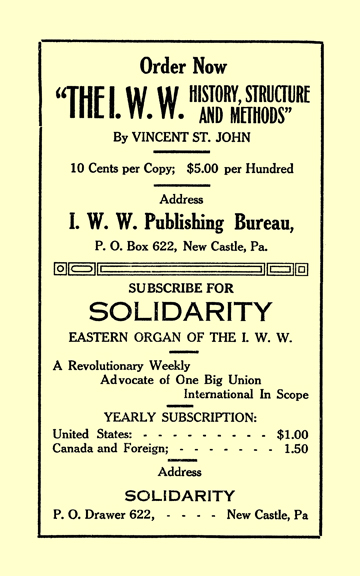 Order Now
"THE I. W. W. HISTORY, STRUCTURE
AND METHODS"
By VINCENT ST. JOHN
10 Cents per Copy; $5.00 per Hundred
Address
I. W. W. Publishing Bureau,
P. O. Box 622, New Castle, Pa.
SUBSCRIBE FOR
SOLIDARITY
EASTERN ORGAN OF THE I. W. W.
A Revolutionary Weekly
Advocate of One Big Union
International In Scope
YEARLY SUBSCRIPTION:
United States: - - - - - - - - - $1.00
Canada and Foreign; - - - - - - - 1.50
Address
SOLIDARITY
P. O. Drawer 622, - - - - New Castle, Pa